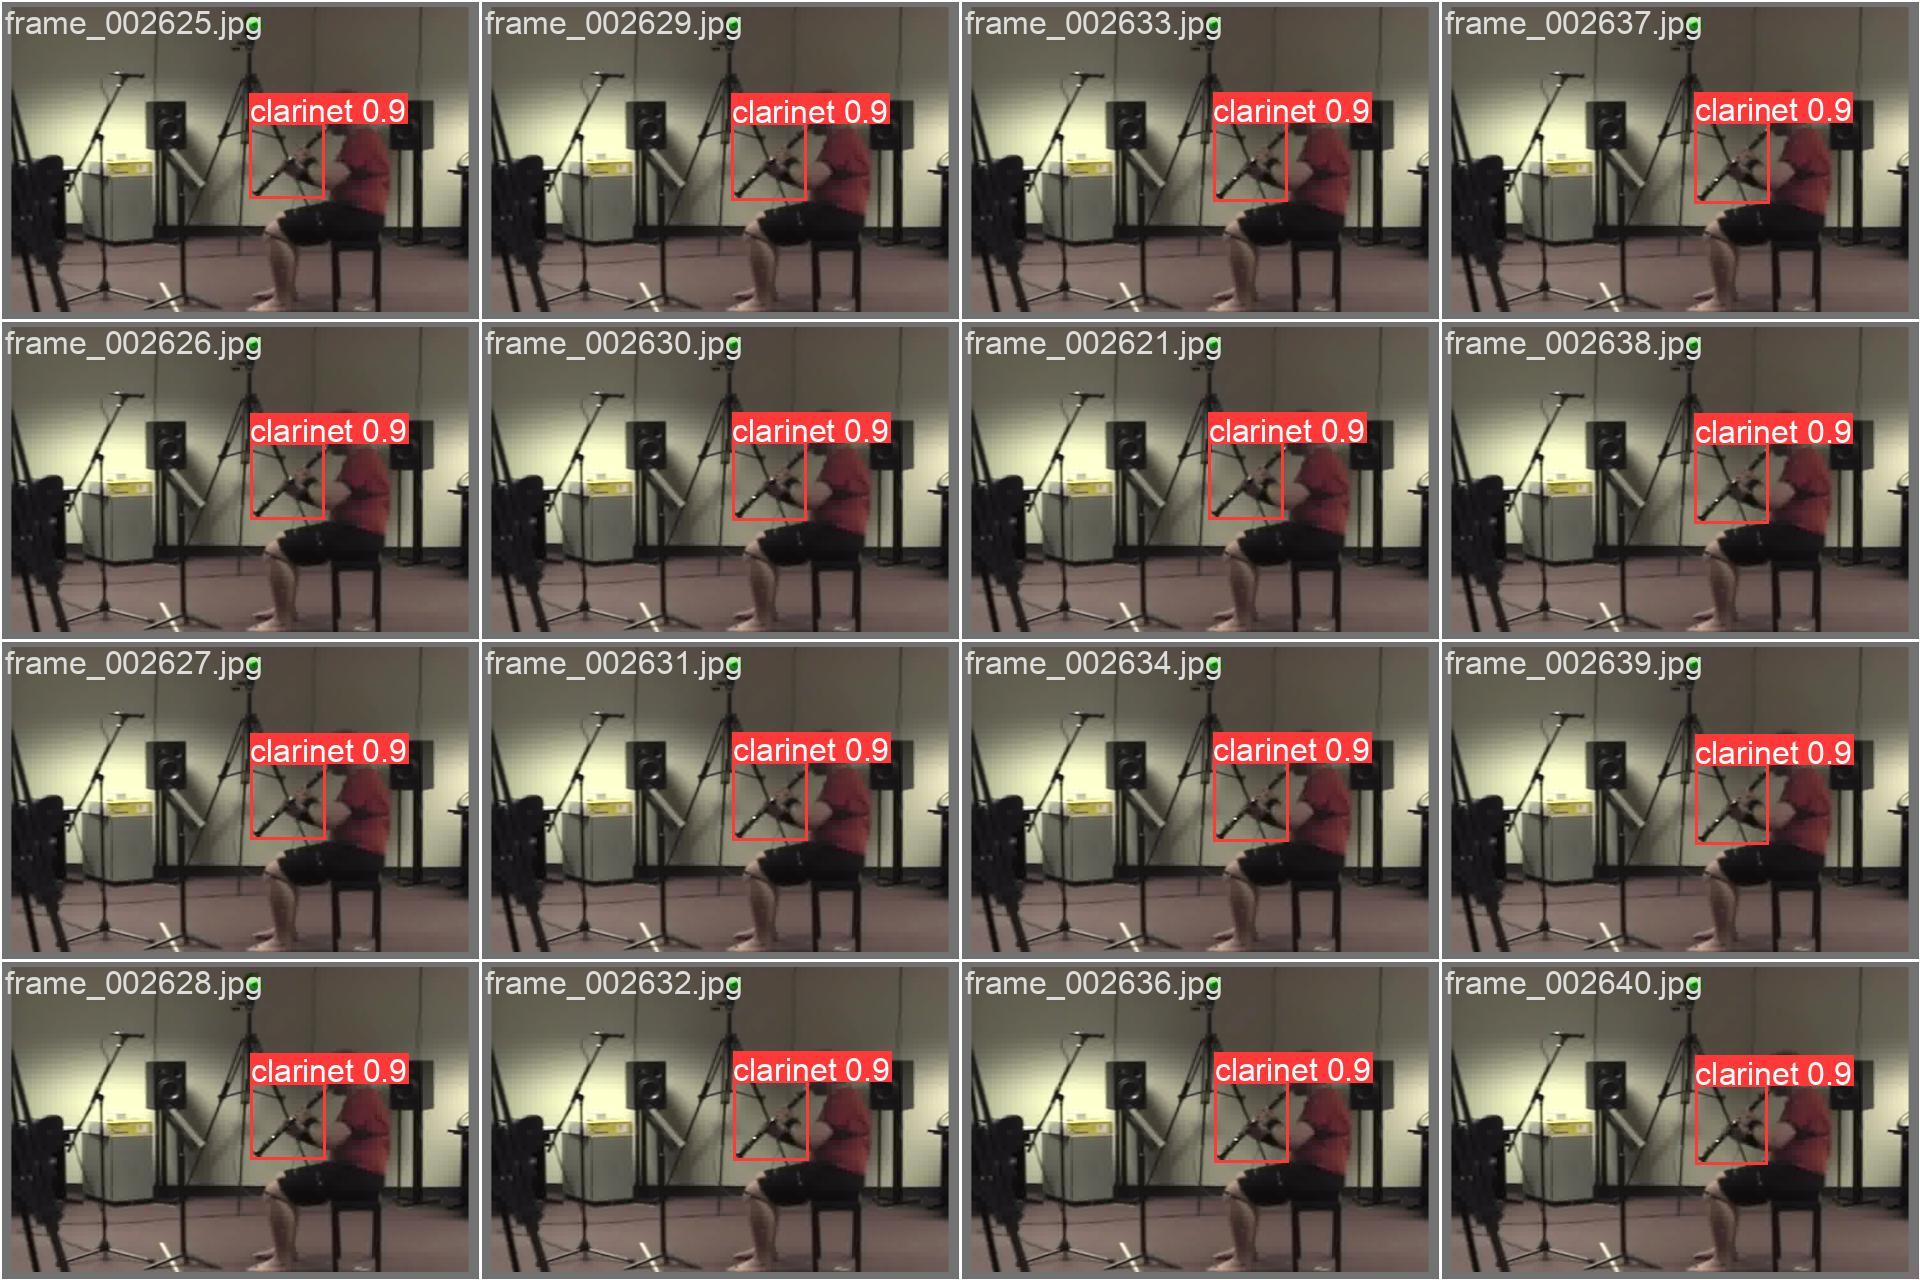 frame_002625.jpg
clarinet 0.9
frame_002629.jpg
clarinet 0.9
frame_002633.jpg
clarinet 0.9
frame_002637.jpg
clarinet 0.9
frame_002626.jpg
clarinet 0.9
frame_002630.jpg
clarinet 0.9
frame_002621.jpg
clarinet 0.9
frame_002638.jpg
clarinet 0.9
frame_002627.jpg
clarinet 0.9
frame_002631.jpg
clarinet 0.9
frame_002634.jpg
clarinet 0.9
frame_002639.jpg
clarinet 0.9
frame_002628.jpg
clarinet 0.9
frame_002632.jpg
clarinet 0.9
frame_002636.jpg
clarinet 0.9
frame_002640.jpg
clarinet 0.9